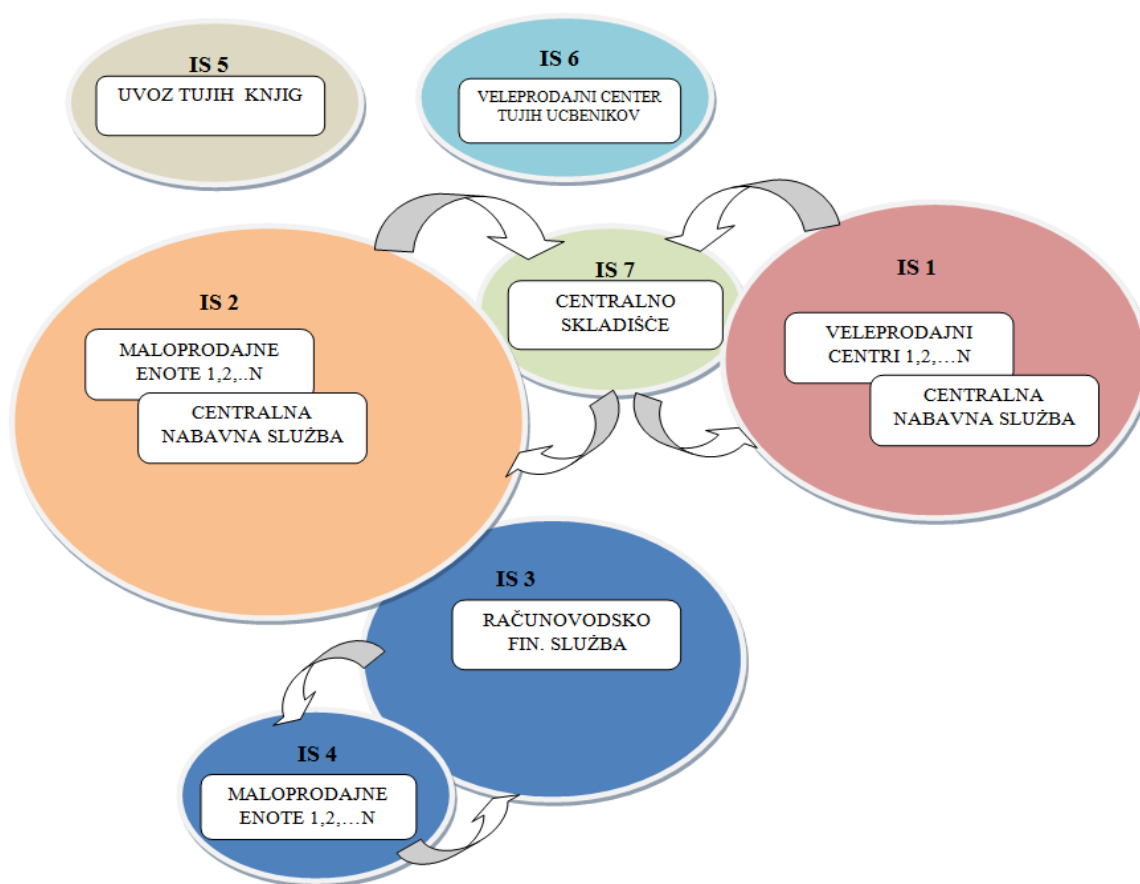 IS 5
UVOZ TUJIH KNJIG
IS 6
VELEPRODAJNI CENTER
TUJIH UCBENIKOV
IS 2
MALOPRODAJNE
ENOTE 1,2,..N
CENTRALNA
NABAVNA SLUŽBA
IS 7
CENTRALNO
SKLADIŠČE
IS 1
VELEPRODAJNI
CENTRI 1,2,…N
CENTRALNA
NABAVNA SLUŽBA
IS 3
RAČUNOVODSKO
FIN. SLUŽBA
IS 4
MALOPRODAJNE
ENOTE 1,2,…N